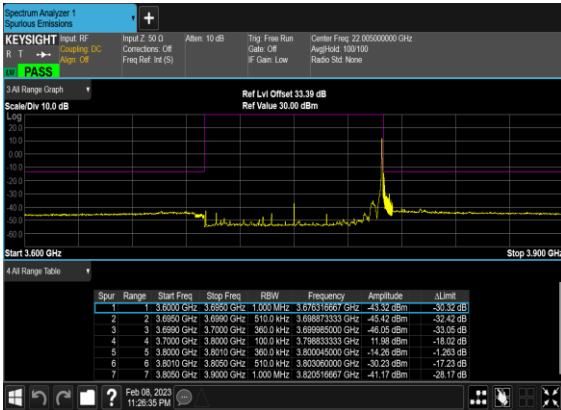 Spectrum Analyzer 1
Spurious Emissions
KEYSIGHT Input: RF Input Z: 50 Ω Atten: 10 dB Trig: Free Run Center Freq: 22.005000000 GHz
R T Coupling: DC Corrections: Off Gate: Off Avg|Hold: 100/100
Align: Off Freq Ref: Int (S) IF Gain: Low Radio Std: None
PASS
3 All Range Graph
Ref Lvl Offset 33.39 dB
Scale/Div 10.0 dB Ref Value 30.00 dBm
Log
20.0
10.0
0.00
-10.0
-20.0
-30.0
-40.0
-50.0
-60.0
Start 3.600 GHz Stop 3.900 GHz
4 All Range Table
Spur Range Start Freq Stop Freq RBW Frequency Amplitude ΔLimit
1 1 3.6000 GHz 3.6950 GHz 1.000 MHz 3.676316667 GHz -43.32 dBm -30.32 dB
2 2 3.6950 GHz 3.6990 GHz 510.0 kHz 3.698873333 GHz -45.42 dBm -32.42 dB
3 3 3.6990 GHz 3.7000 GHz 360.0 kHz 3.699985000 GHz -46.05 dBm -33.05 dB
4 4 3.7000 GHz 3.8000 GHz 100.0 kHz 3.798833333 GHz 11.98 dBm -18.02 dB
5 5 3.8000 GHz 3.8010 GHz 360.0 kHz 3.800045000 GHz -14.26 dBm -1.263 dB
6 6 3.8010 GHz 3.8050 GHz 510.0 kHz 3.803060000 GHz -30.23 dBm -17.23 dB
7 7 3.8050 GHz 3.9000 GHz 1.000 MHz 3.820516667 GHz -41.17 dBm -28.17 dB
Feb 08, 2023
11:26:35 PM